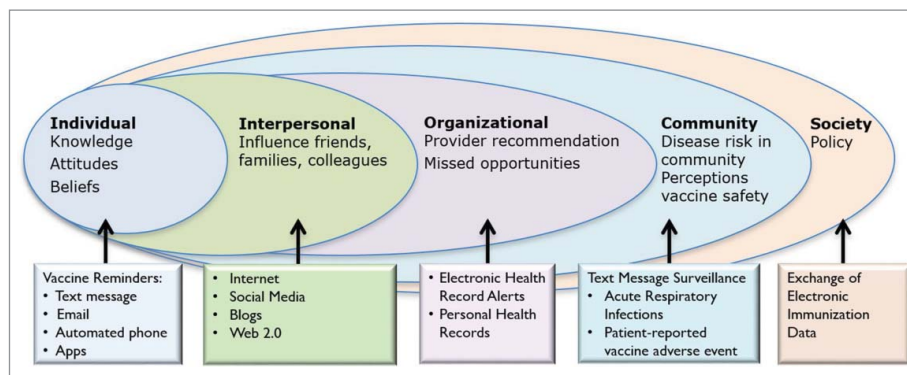 Individual
Knowledge
Attitudes
Beliefs
Interpersonal
Influence friends,
families, colleagues
Organizational
Provider recommendation
Missed opportunities
Community
Disease risk in
community
Perceptions
vaccine safety
Society
Policy
Vaccine Reminders:
• Text message
• Email
• Automated phone
• Apps
• Internet
• Social Media
• Blogs
• Web 2.0
• Electronic Health
Record Alerts
• Personal Health
Records
Text Message Surveillance
• Acute Respiratory
Infections
• Patient-reported
vaccine adverse event
Exchange of
Electronic
Immunization
Data